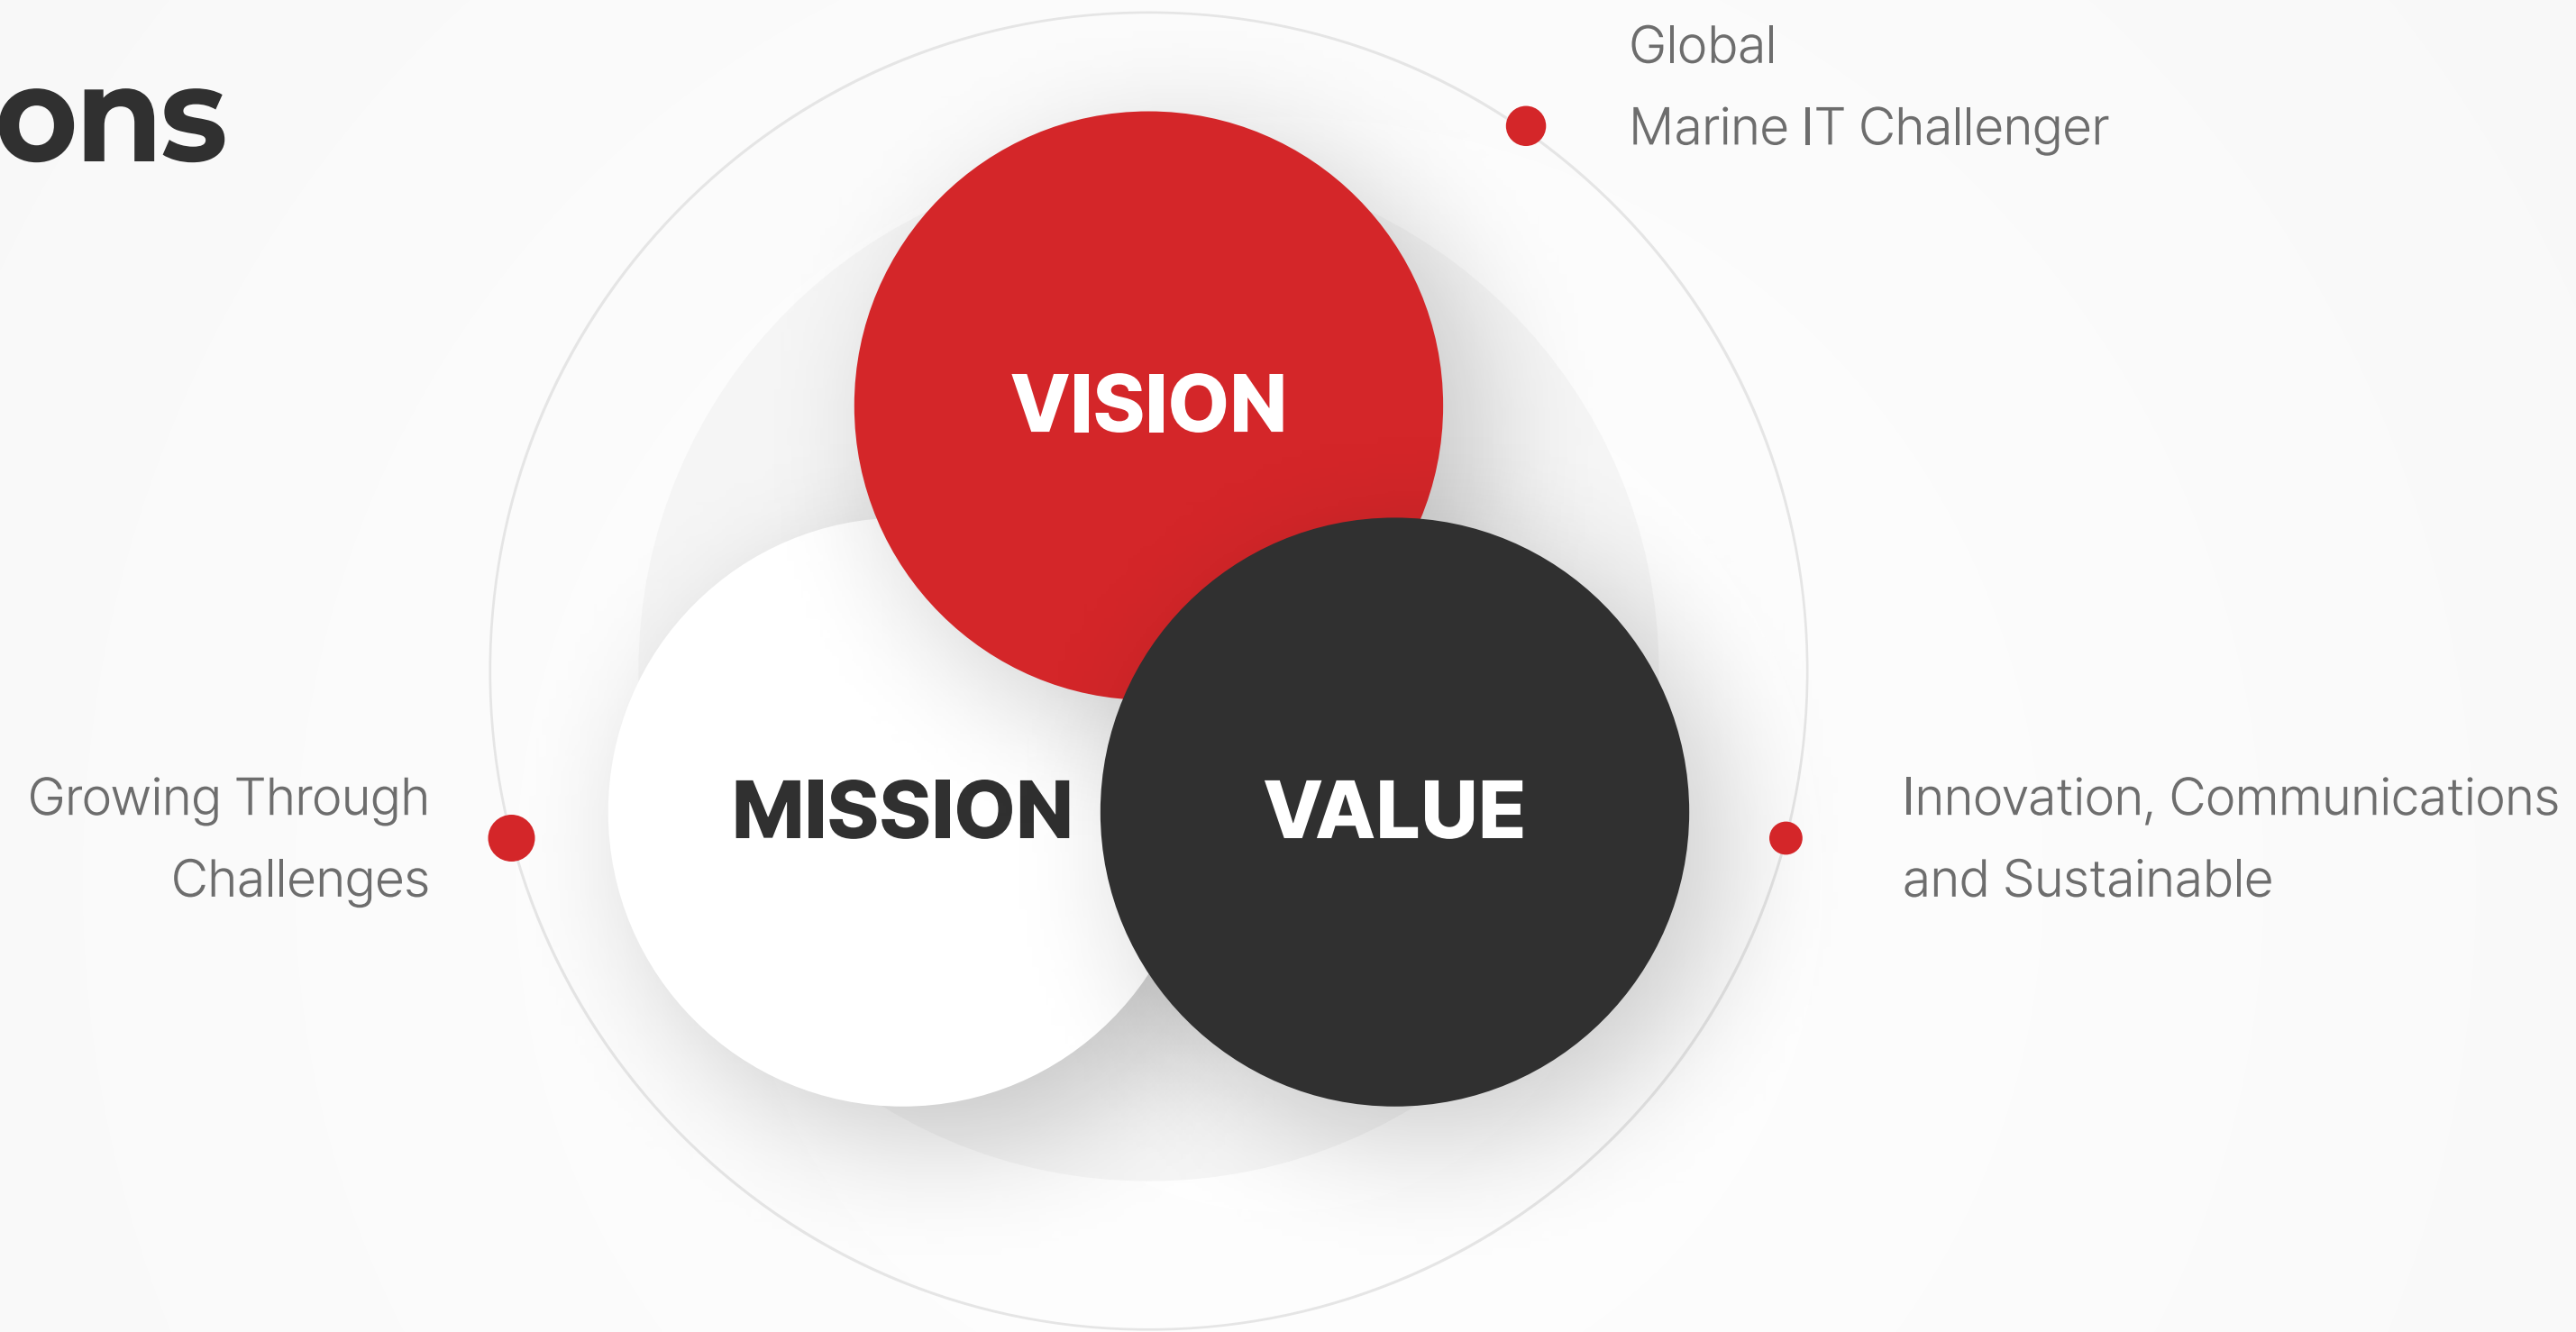 ons
Global
Marine IT Challenger
VISION
Growing Through
Challenges
MISSION
VALUE
Innovation, Communications
and Sustainable